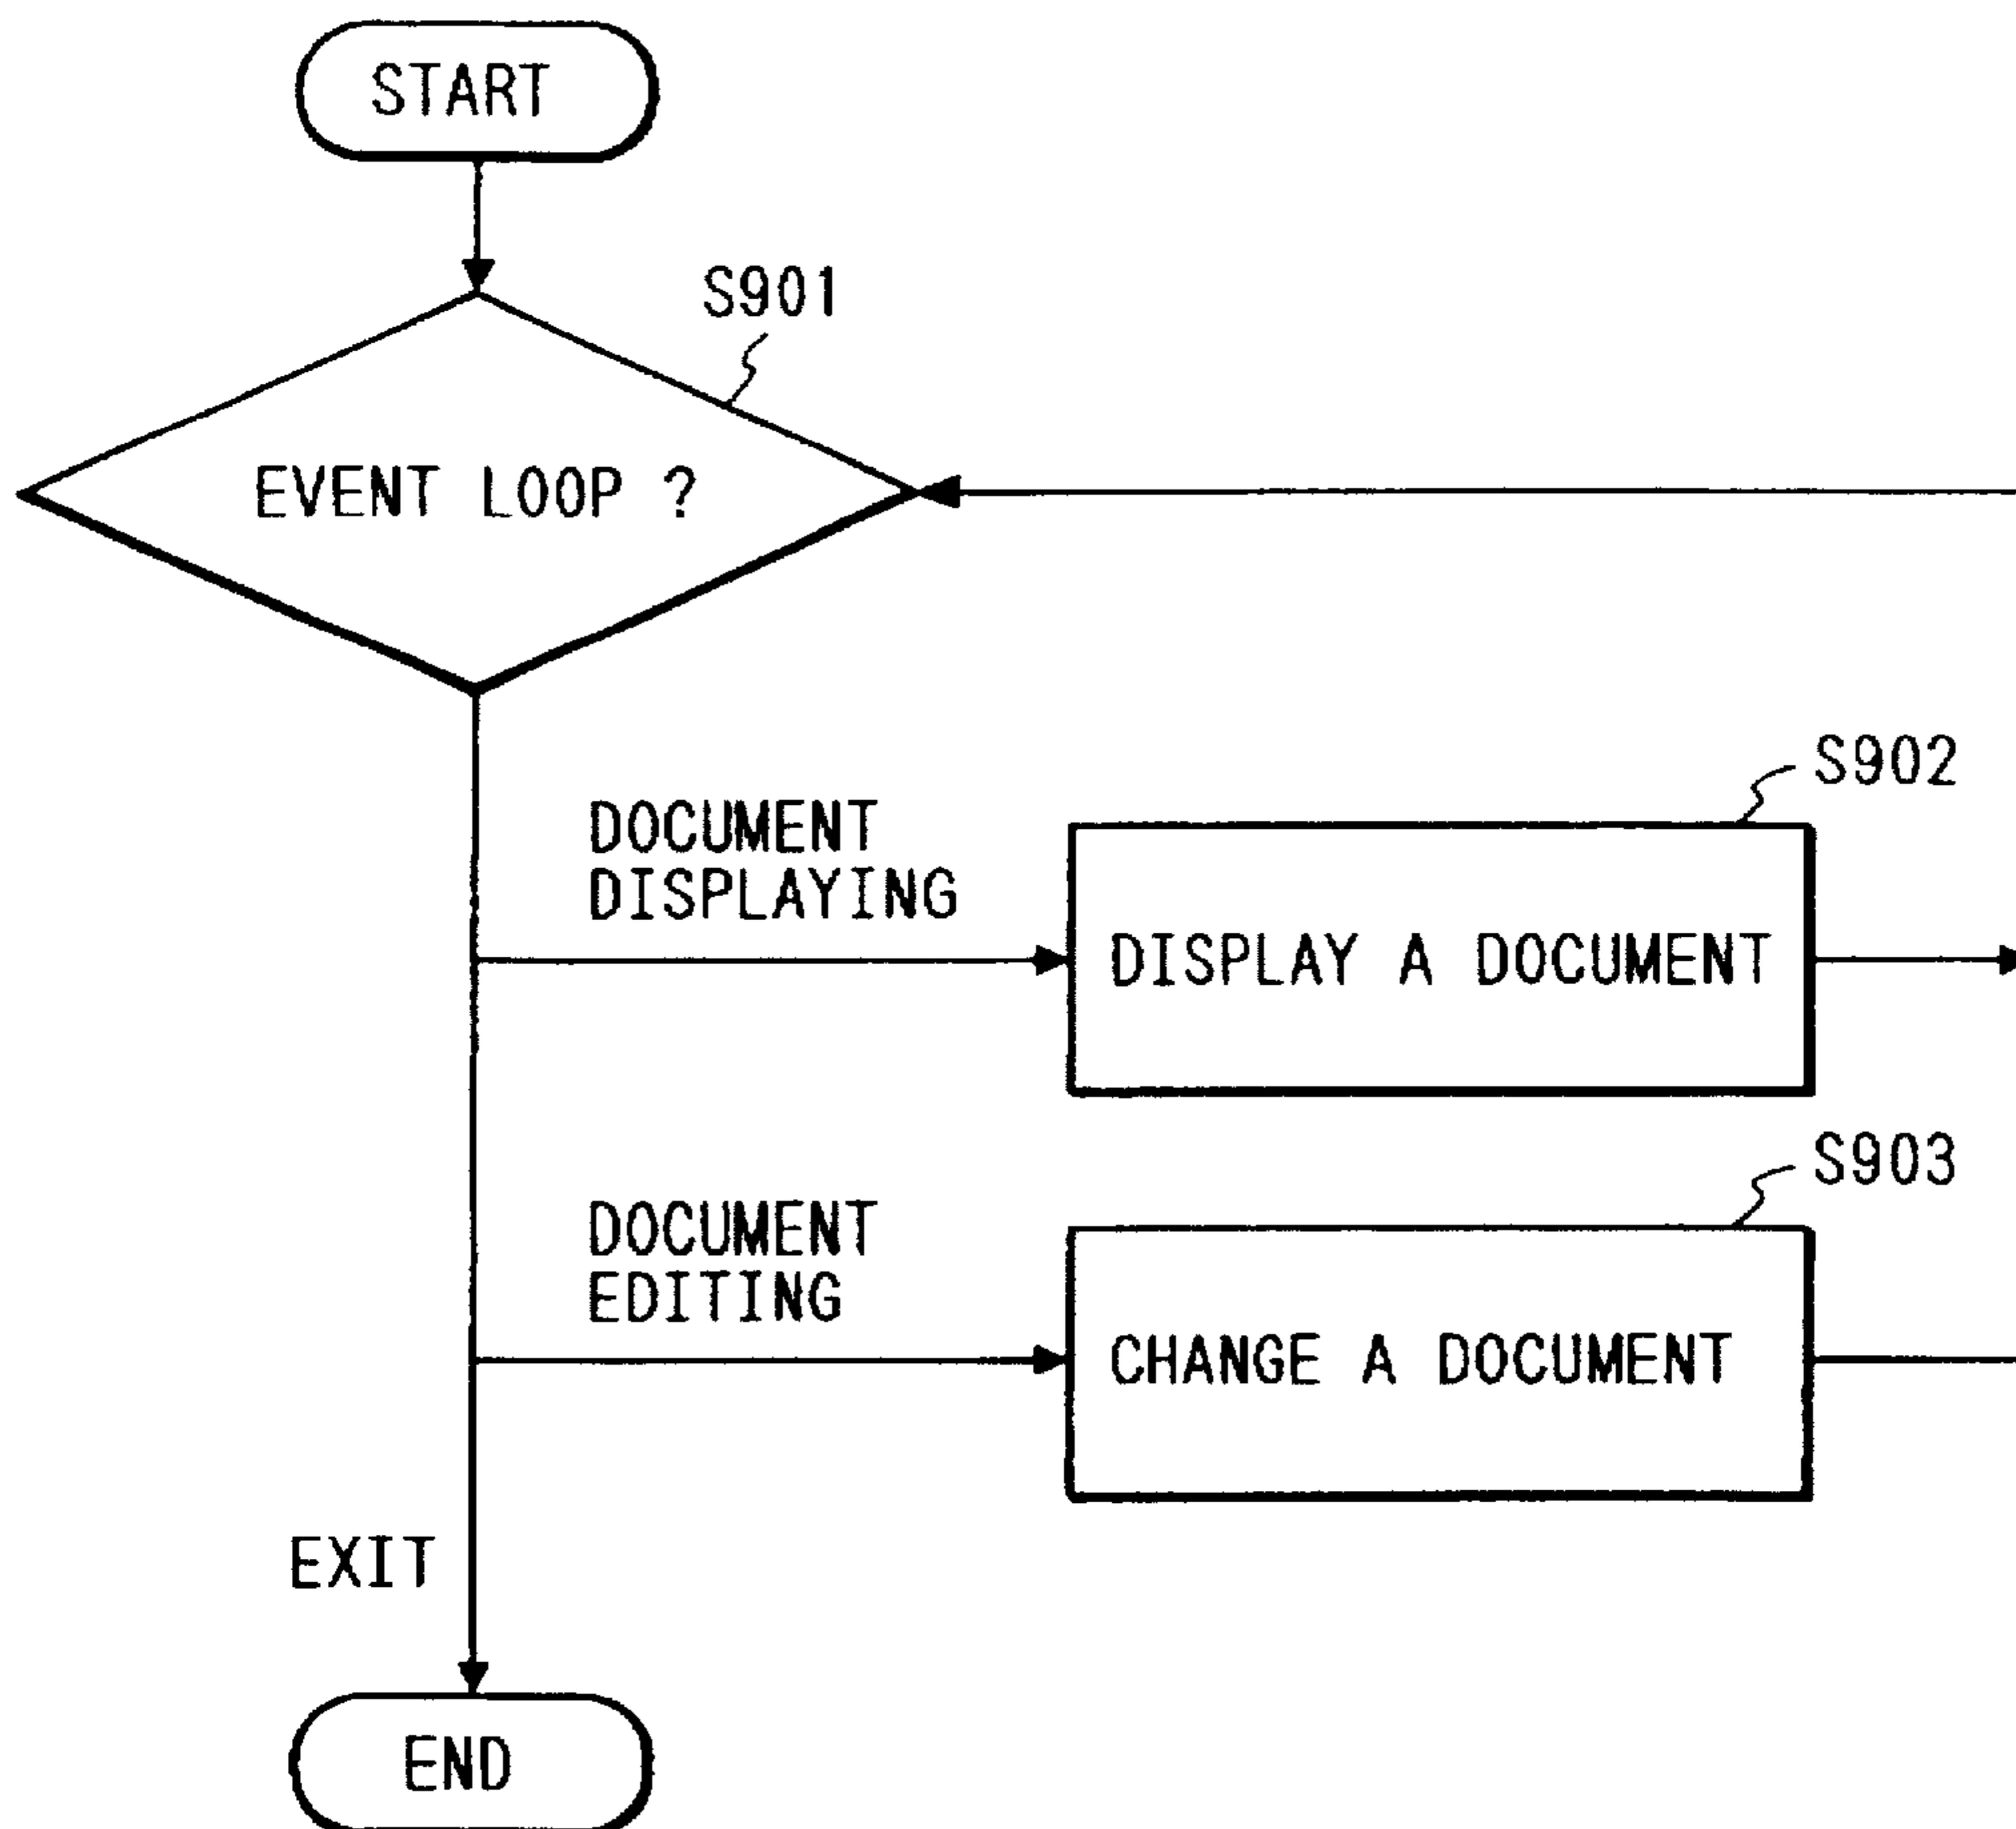 START
S901
EVENT LOOP ?
S902
DOCUMENT
DISPLAYING
DISPLAY A DOCUMENT
S903
DOCUMENT
EDITING
CHANGE A DOCUMENT
EXIT
END